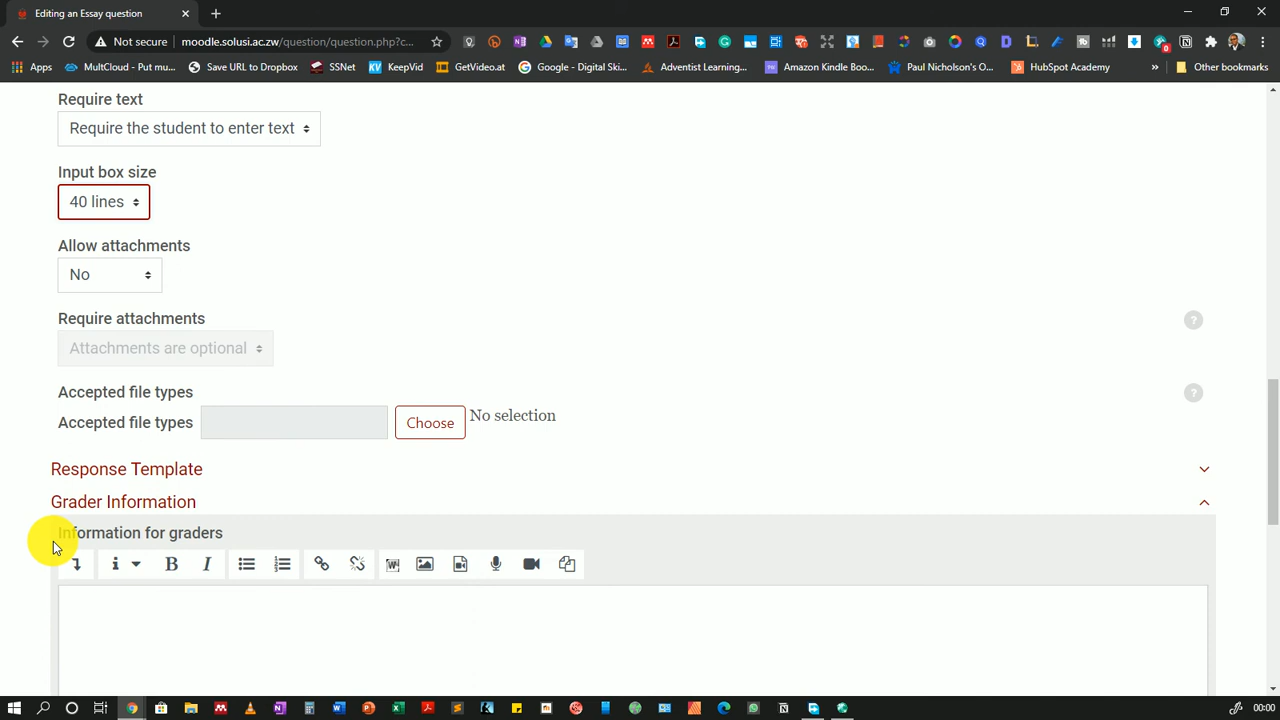 Editing an Essay question
Not secure moodle.solusi.ac.zw/question/question.php?c...
Apps MultCloud - Put mu... Save URL to Dropbox SSNet KeepVid GetVideo.at Google - Digital Ski... Adventist Learning... Amazon Kindle Boo... Paul Nicholson's O... HubSpot Academy » Other bookmarks
Require text
Require the student to enter text
Input box size
40 lines
Allow attachments
No
Require attachments
Attachments are optional
Accepted file types
Accepted file types Choose No selection
Response Template
Grader Information
Information for graders
B I
00:00